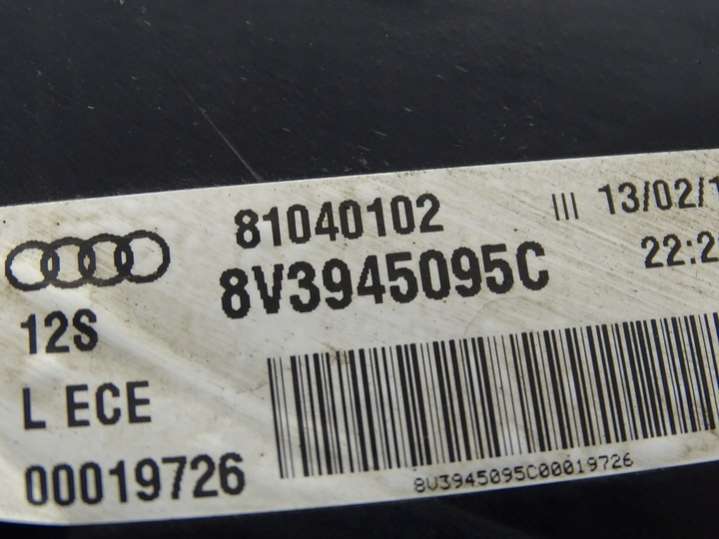 81040102 III 13/02/1
8V3945095C 22:2
12S
L ECE
00019726
8V3945095C00019726